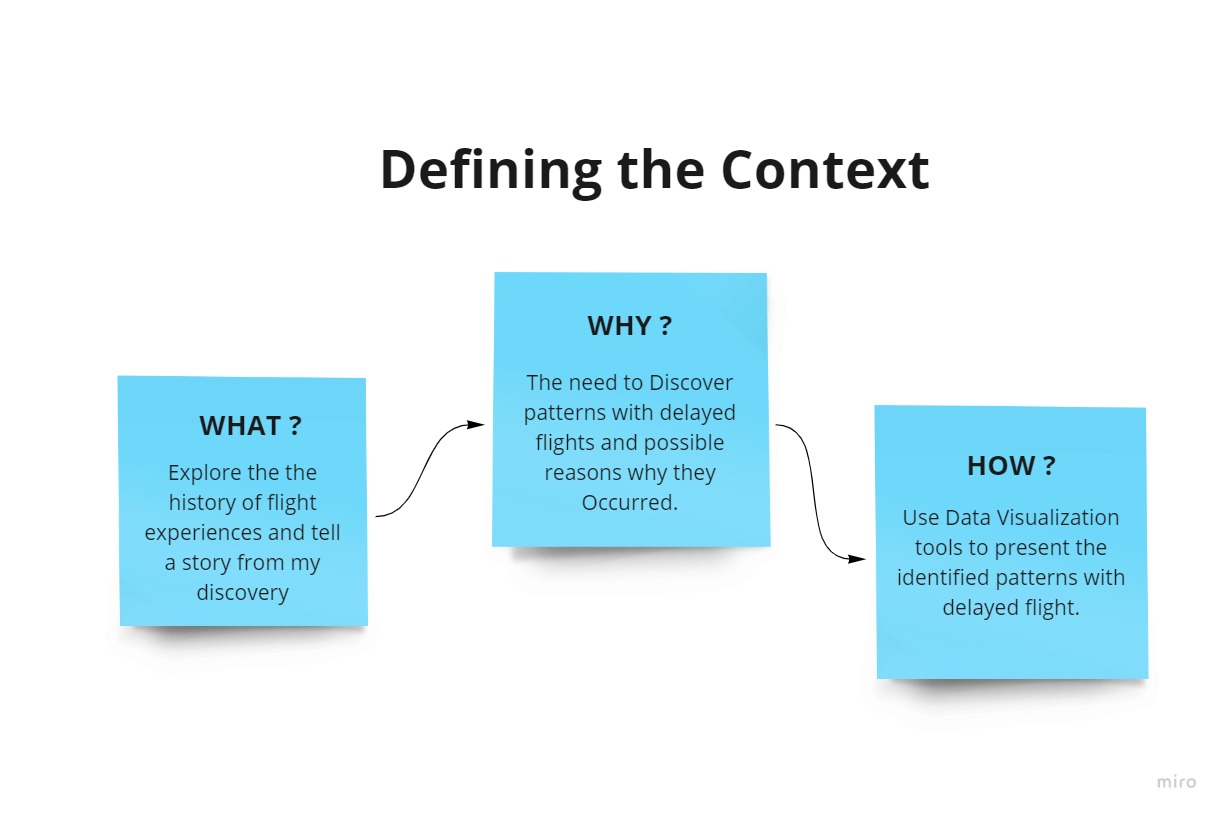 Defining the Context
WHAT ?
Explore the the
history of flight
experiences and tell
a story from my
discovery
WHY ?
The need to Discover
patterns with delayed
flights and possible
reasons why they
Occurred.
HOW ?
Use Data Visualization
tools to present the
identified patterns with
delayed flight.
miro